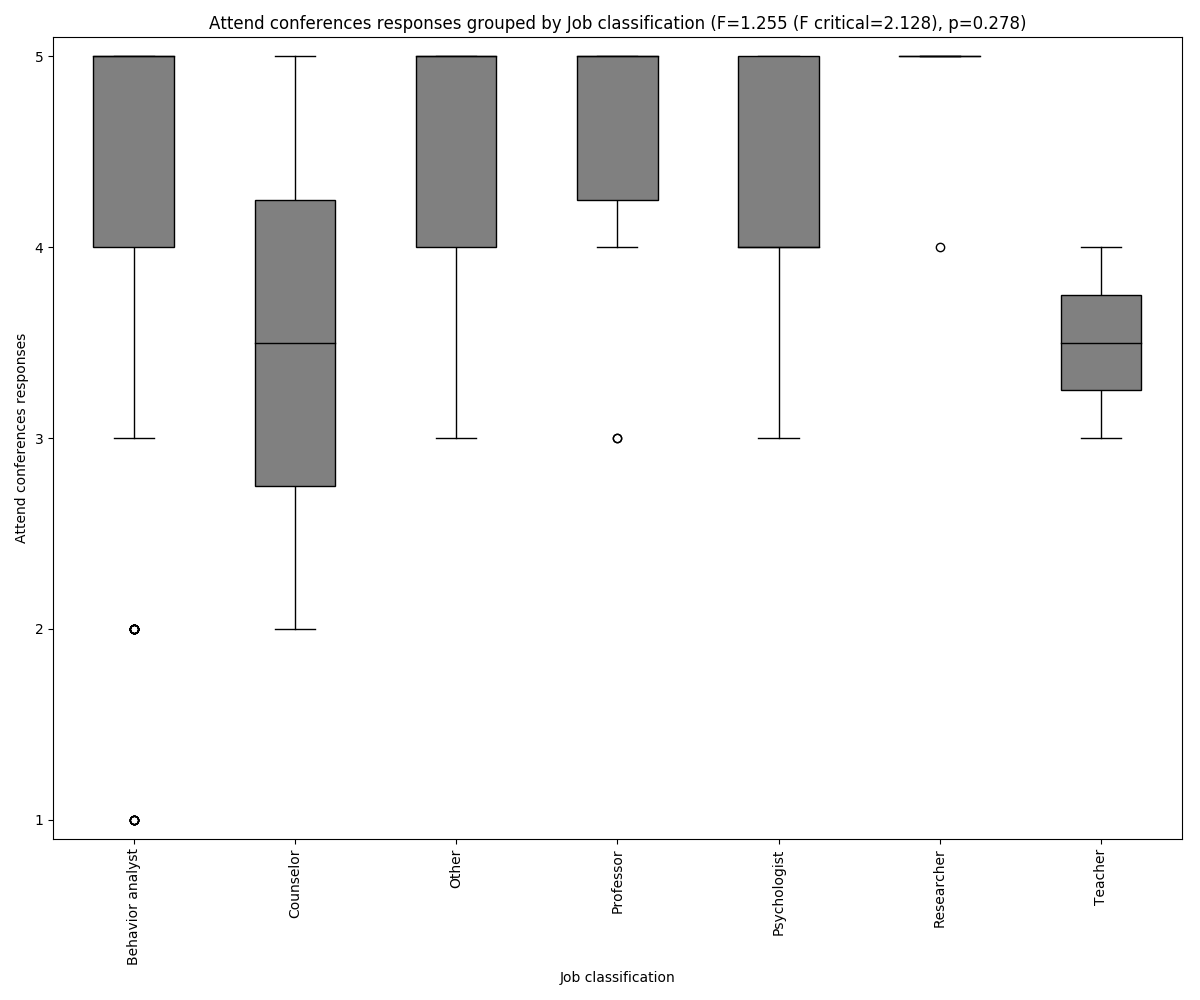 Attend conferences responses grouped by Job classification (F=1.255 (F critical=2.128), p=0.278)
Attend conferences responses
5
4
3
2
1
Behavior analyst
Counselor
Other
Professor
Psychologist
Researcher
Teacher
Job classification